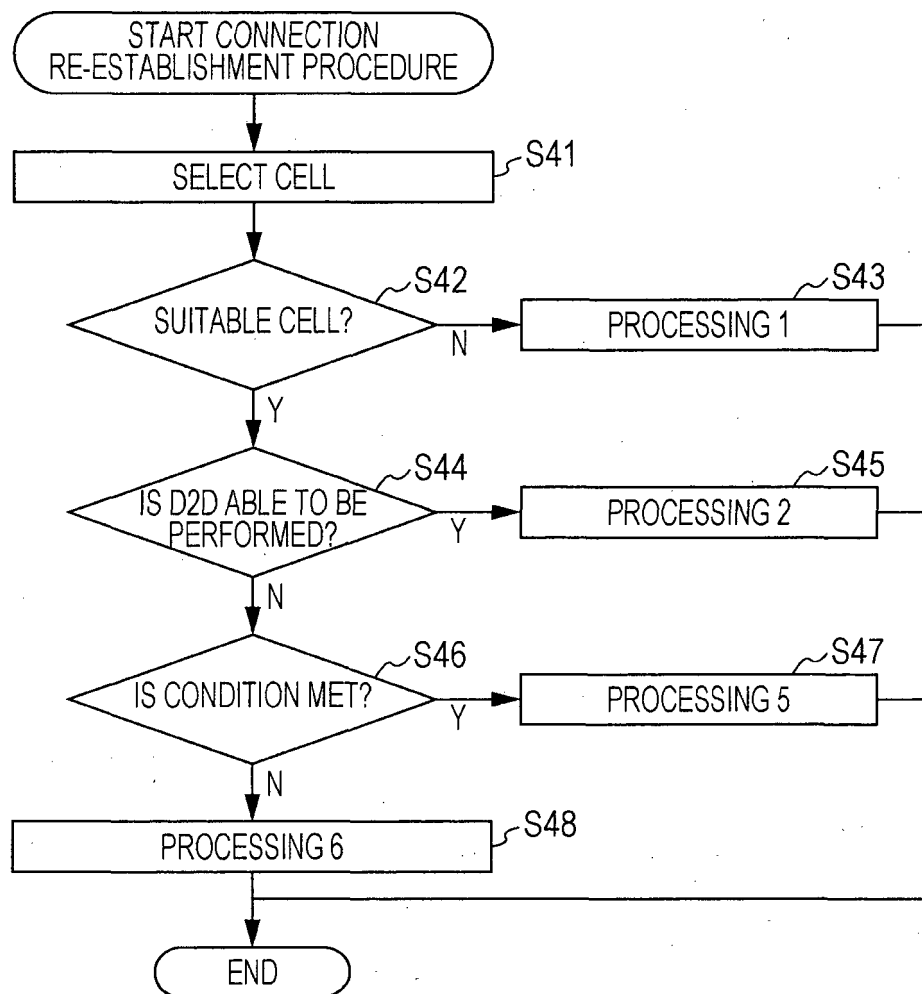 START CONNECTION
RE-ESTABLISHMENT PROCEDURE
S41
SELECT CELL
S42
SUITABLE CELL?
N
S43
PROCESSING 1
Y
S44
IS D2D ABLE TO BE
PERFORMED?
Y
S45
PROCESSING 2
N
S46
IS CONDITION MET?
Y
S47
PROCESSING 5
N
S48
PROCESSING 6
END